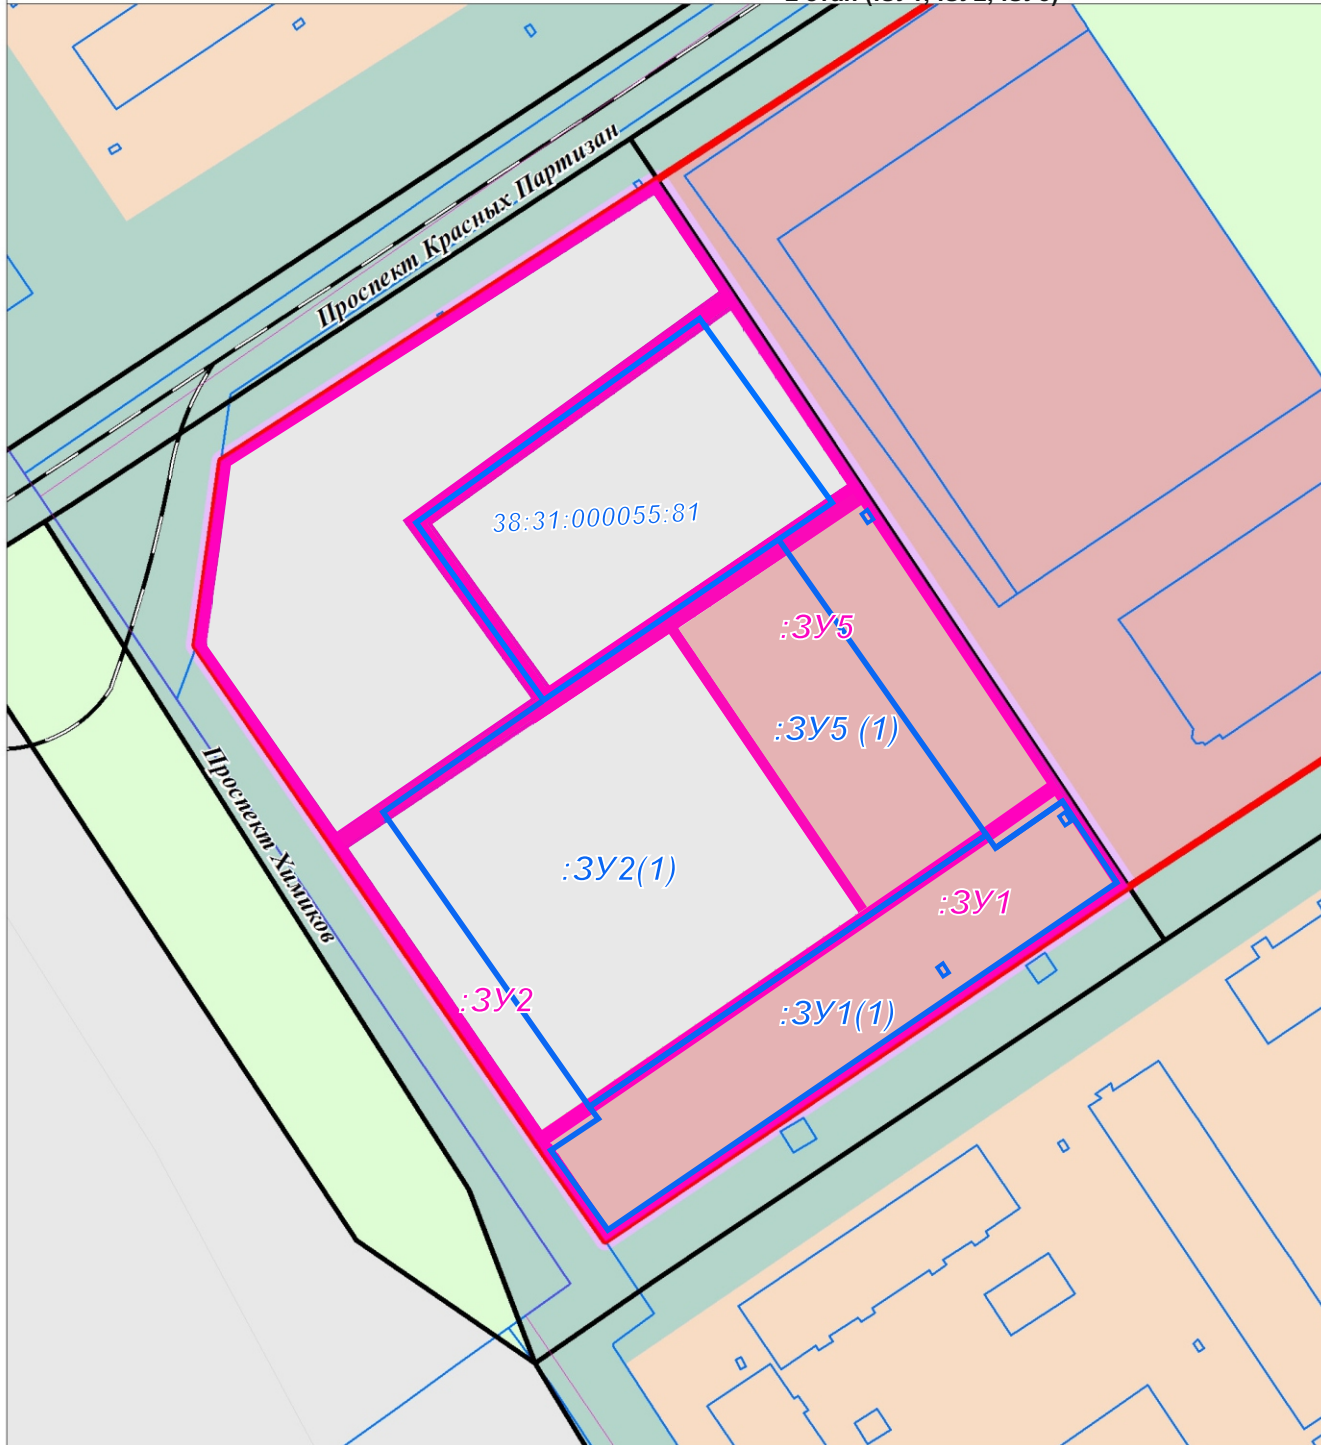 Проспект Красных Партизан
38:31:000055:81
:ЗУ5
:ЗУ5 (1)
Проспект Химиков
:ЗУ2(1)
:ЗУ1
:ЗУ2
:ЗУ1(1)